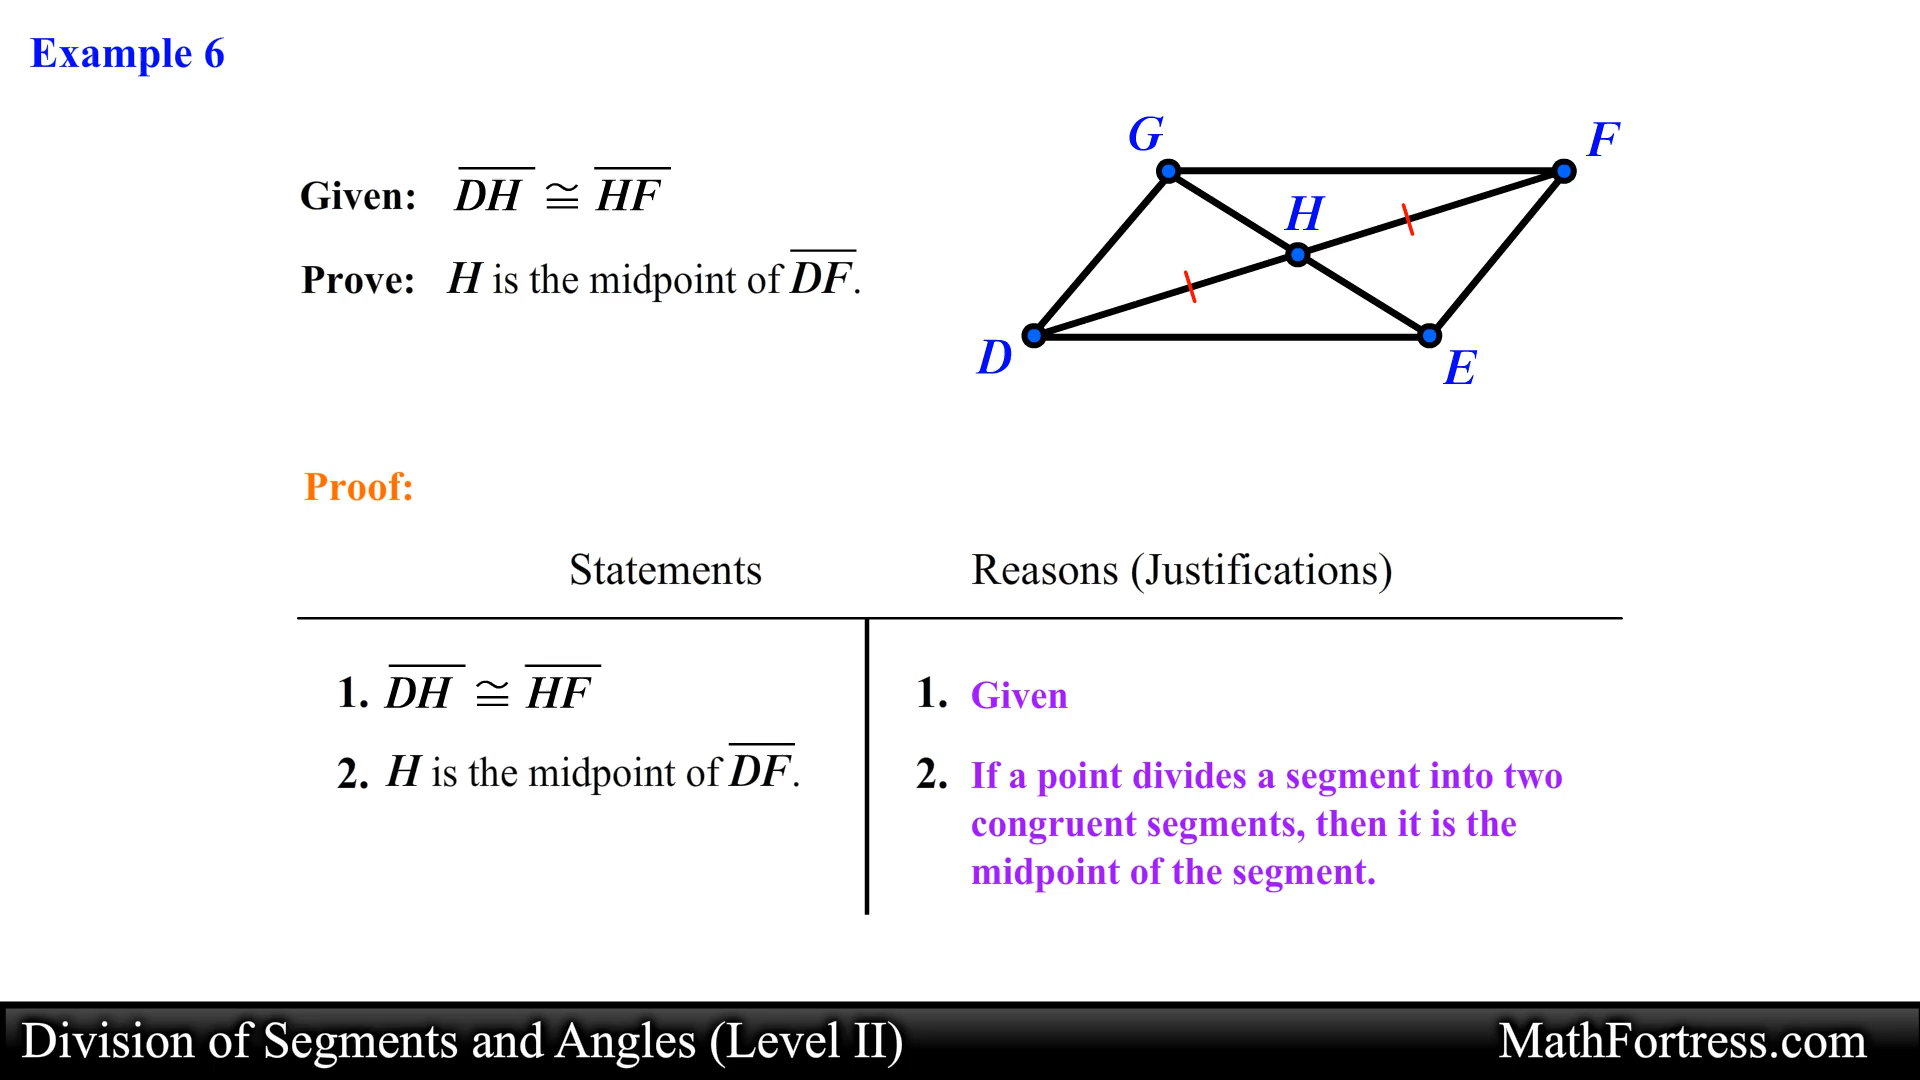 Example 6
Given: DH ≅ HF
Prove: H is the midpoint of DF.
G
F
H
D
E
Proof:
Statements
Reasons (Justifications)
1. DH ≅ HF
1. Given
2. H is the midpoint of DF.
2. If a point divides a segment into two
congruent segments, then it is the
midpoint of the segment.
Division of Segments and Angles (Level II)
MathFortress.com